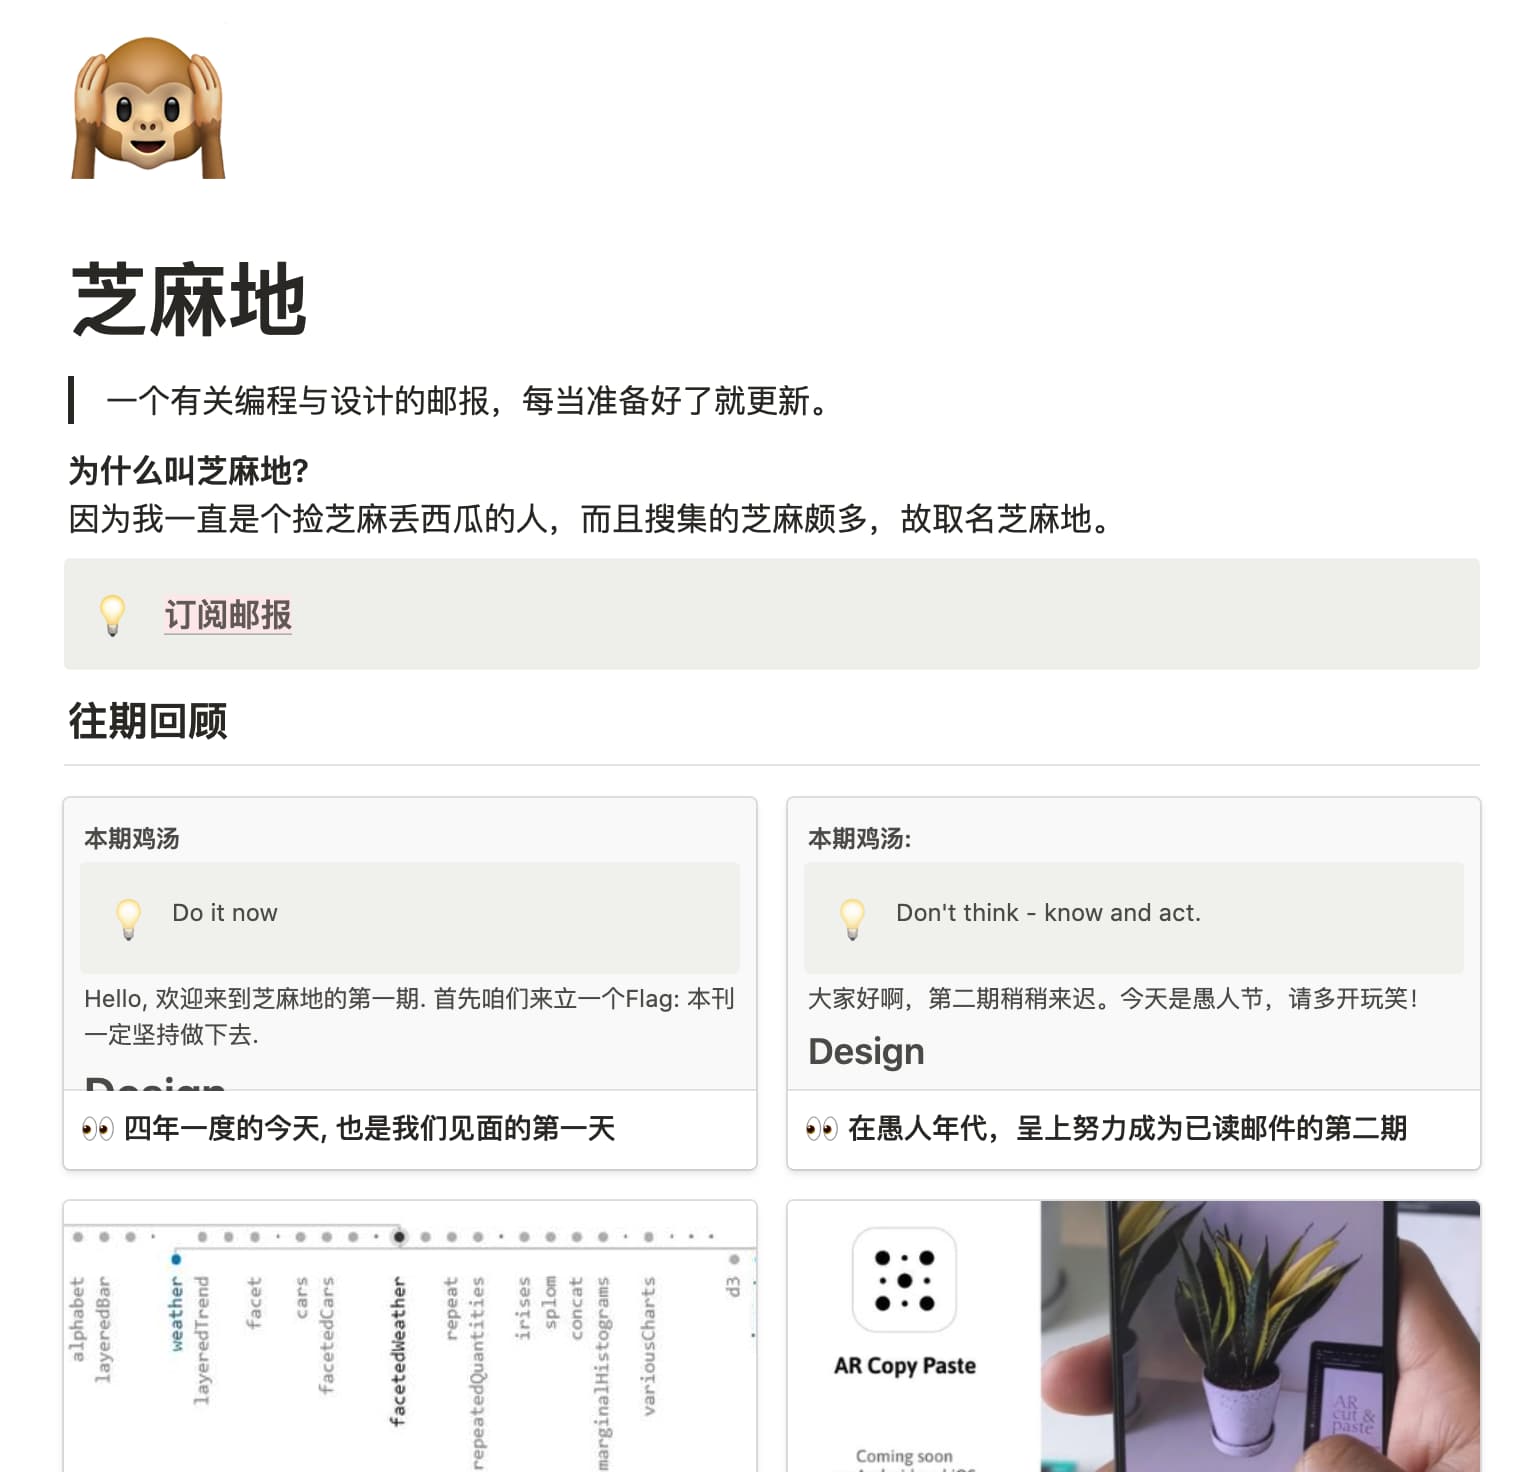 芝麻地
一个有关编程与设计的邮报，每当准备好了就更新。
为什么叫芝麻地?
因为我一直是个捡芝麻丢西瓜的人，而且搜集的芝麻颇多，故取名芝麻地。
订阅邮报
往期回顾
本期鸡汤
Do it now
Hello, 欢迎来到芝麻地的第一期. 首先咱们来立一个Flag: 本刊
一定坚持做下去.
Design
四年一度的今天, 也是我们见面的第一天
本期鸡汤:
Don't think - know and act.
大家好啊，第二期稍稍来迟。今天是愚人节，请多开玩笑！
Design
在愚人年代，呈上努力成为已读邮件的第二期
alphabet
layeredBar
weather
layeredTrend
facet
cars
facetedCars
facetedWeather
repeat
repeatedQuantities
irises
splom
concat
marginalHistograms
variousCharts
d3
AR Copy Paste
Coming soon
AR
cut &
paste